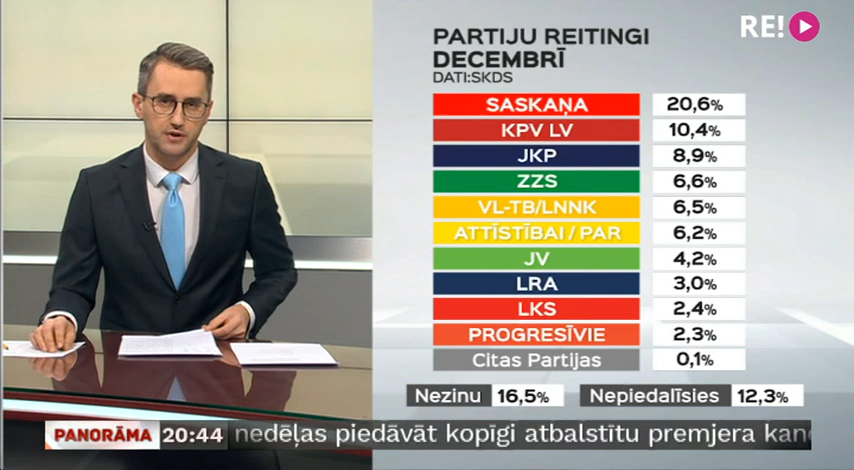 RE!
PARTIJU REITINGI
DECEMBRĪ
DATI:SKDS
SASKAŅA 20,6%
KPV LV 10,4%
JKP 8,9%
ZZS 6,6%
VL-TB/LNNK 6,5%
ATTĪSTĪBAI / PAR 6,2%
JV 4,2%
LRA 3,0%
LKS 2,4%
PROGRESĪVIE 2,3%
Citas Partijas 0,1%
Nezinu 16,5% Nepiedalīsies 12,3%
PANORĀMA 20:44 nedēļas piedāvāt kopīgi atbalstītu premjera kand